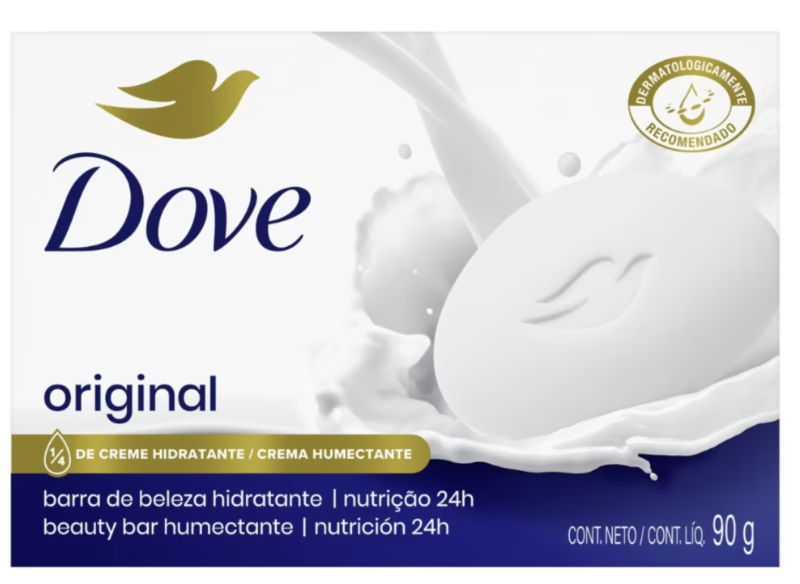 DERMATOLOGICAMENTE
RECOMENDADO
Dove
original
1/4 DE CREME HIDRATANTE / CREMA HUMECTANTE
barra de beleza hidratante | nutrição 24h
beauty bar humectante | nutrición 24h
CONT. NETO / CONT. LÍQ. 90 g